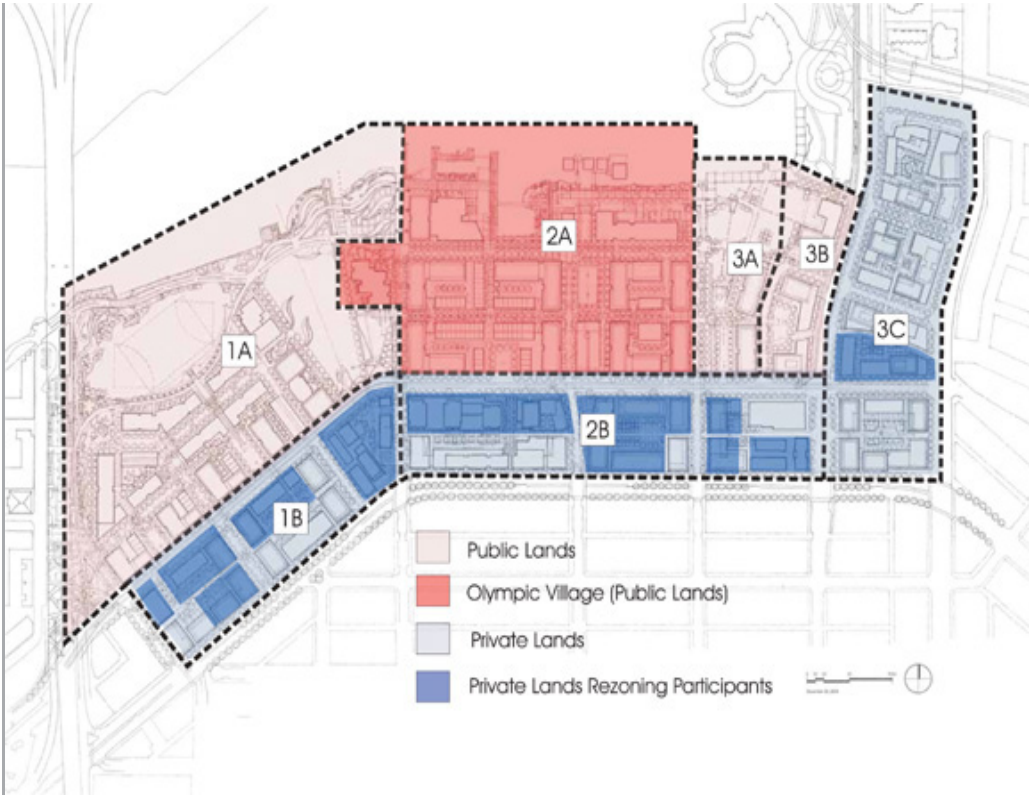 2A
3A
3B
1A
3C
2B
1B
Public Lands
Olympic Village (Public Lands)
Private Lands
Private Lands Rezoning Participants